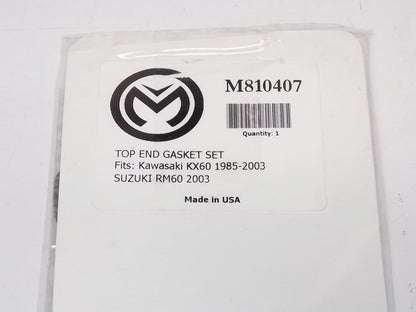 M810407
Quantity: 1
TOP END GASKET SET
Fits: Kawasaki KX60 1985-2003
SUZUKI RM60 2003
Made in USA